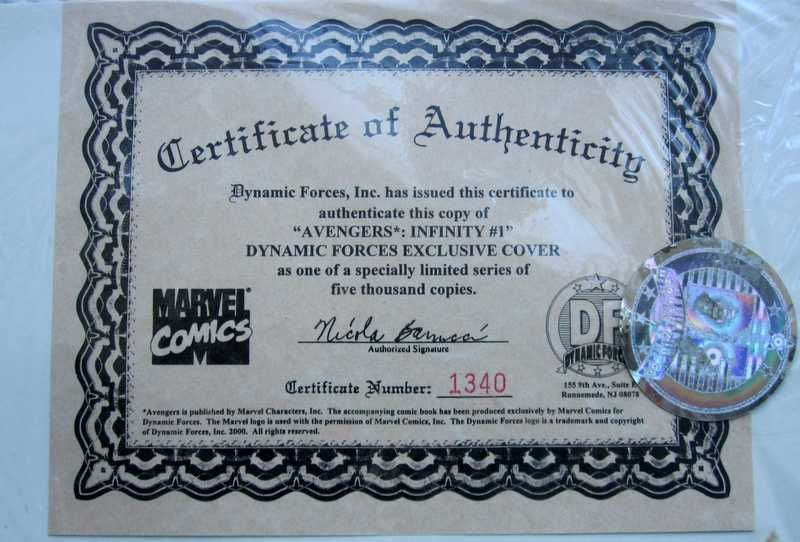 Certificate of Authenticity
Dynamic Forces, Inc. has issued this certificate to
authenticate this copy of
“AVENGERS*: INFINITY #1”
DYNAMIC FORCES EXCLUSIVE COVER
as one of a specially limited series of
five thousand copies.
MARVEL®
COMICS
Nicola Barrucci
Authorized Signature
DF
DYNAMIC FORCES
Certificate Number: 1340
155 9th Ave., Suite
Runnemede, NJ 08078
*Avengers is published by Marvel Characters, Inc. The accompanying comic book has been produced exclusively by Marvel Comics for
Dynamic Forces. The Marvel logo is used with the permission of Marvel Comics, Inc. The Dynamic Forces logo is a trademark and copyright
of Dynamic Forces, Inc. 2000. All rights reserved.